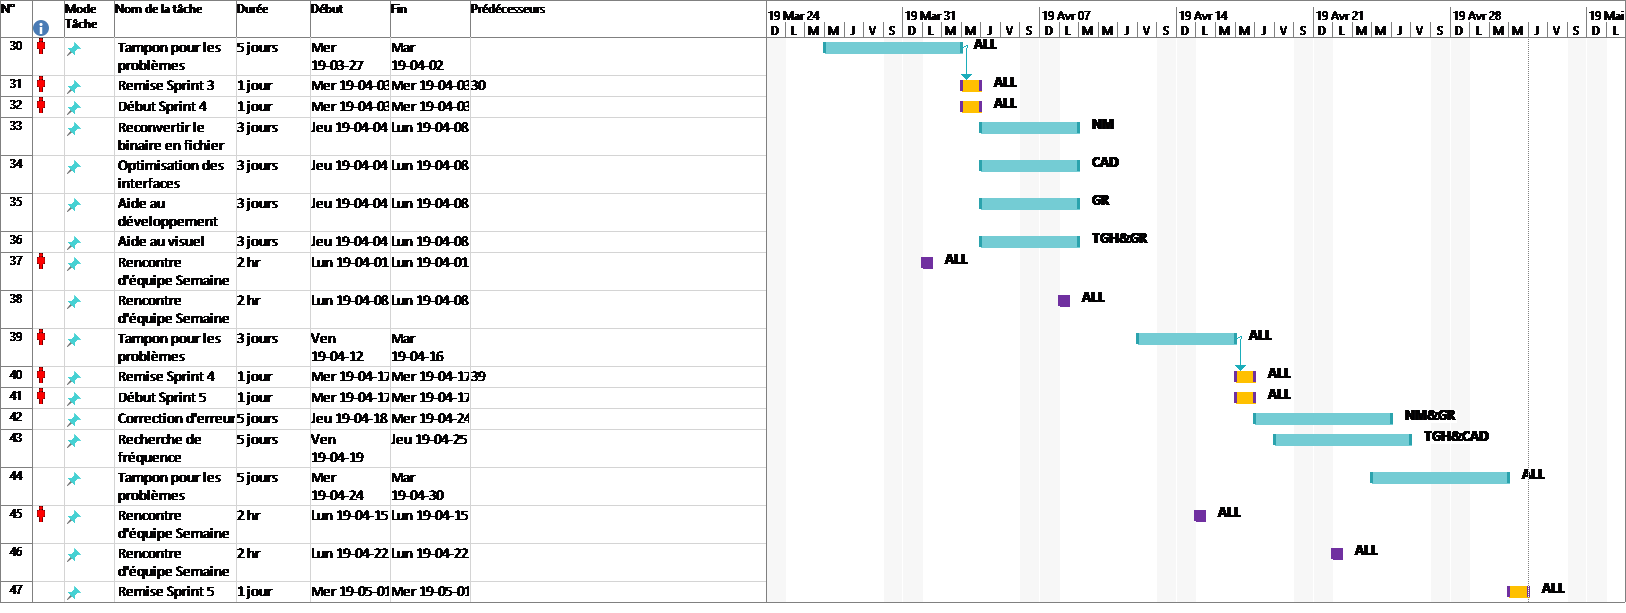 N° Mode Tâche Nom de la tâche Durée Début Fin Prédécesseurs
19 Mar 24 19 Mar 31 19 Avr 07 19 Avr 14 19 Avr 21 19 Avr 28 19 Mai
D L M M J V S D L M M J V S D L M M J V S D L M M J V S D L M M J V S D L M M J V S D L
30 Tampon pour les problèmes 5 jours Mer 19-03-27 Mar 19-04-02 ALL
31 Remise Sprint 3 1 jour Mer 19-04-03 Mer 19-04-03 30 ALL
32 Début Sprint 4 1 jour Mer 19-04-03 Mer 19-04-03 ALL
33 Reconvertir le binaire en fichier 3 jours Jeu 19-04-04 Lun 19-04-08 NM
34 Optimisation des interfaces 3 jours Jeu 19-04-04 Lun 19-04-08 CAD
35 Aide au développement 3 jours Jeu 19-04-04 Lun 19-04-08 GR
36 Aide au visuel 3 jours Jeu 19-04-04 Lun 19-04-08 TGH&GR
37 Rencontre d'équipe Semaine 2 hr Lun 19-04-01 Lun 19-04-01 ALL
38 Rencontre d'équipe Semaine 2 hr Lun 19-04-08 Lun 19-04-08 ALL
39 Tampon pour les problèmes 3 jours Ven 19-04-12 Mar 19-04-16 ALL
40 Remise Sprint 4 1 jour Mer 19-04-17 Mer 19-04-17 39 ALL
41 Début Sprint 5 1 jour Mer 19-04-17 Mer 19-04-17 ALL
42 Correction d'erreur 5 jours Jeu 19-04-18 Mer 19-04-24 NM&GR
43 Recherche de fréquence 5 jours Ven 19-04-19 Jeu 19-04-25 TGH&CAD
44 Tampon pour les problèmes 5 jours Mer 19-04-24 Mar 19-04-30 ALL
45 Rencontre d'équipe Semaine 2 hr Lun 19-04-15 Lun 19-04-15 ALL
46 Rencontre d'équipe Semaine 2 hr Lun 19-04-22 Lun 19-04-22 ALL
47 Remise Sprint 5 1 jour Mer 19-05-01 Mer 19-05-01 ALL